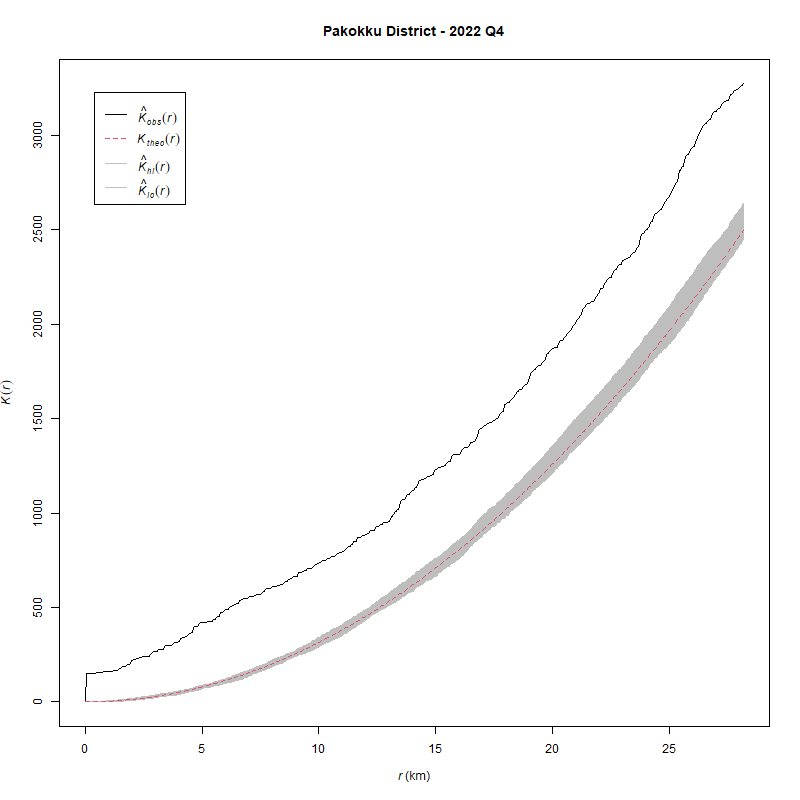 Pakokku District - 2022 Q4
K̂obs(r)
Ktheo(r)
K̂hi(r)
K̂lo(r)
3000
2500
2000
1500
1000
500
0
K(r)
0 5 10 15 20 25
r (km)